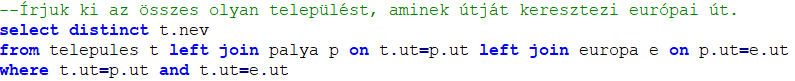 --Írjuk ki az összes olyan települést, aminek útját keresztezi európai út.
select distinct t.nev
from telepules t left join palya p on t.ut=p.ut left join europa e on p.ut=e.ut
where t.ut=p.ut and t.ut=e.ut